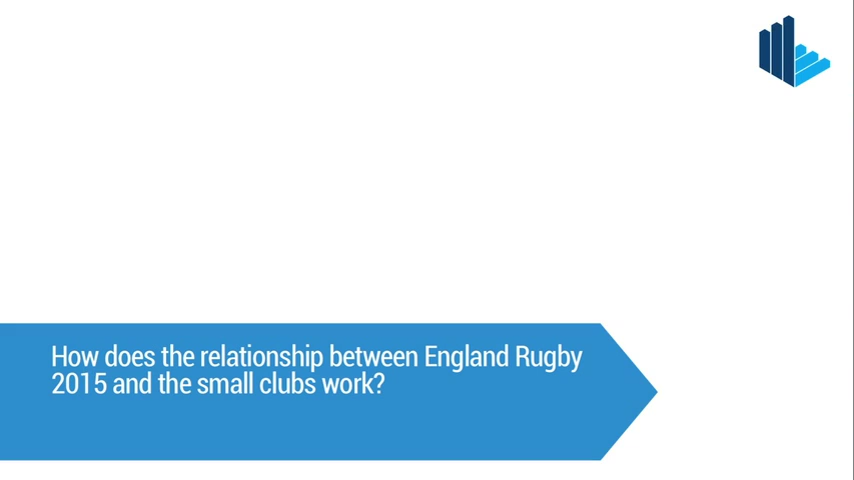 How does the relationship between England Rugby
2015 and the small clubs work?